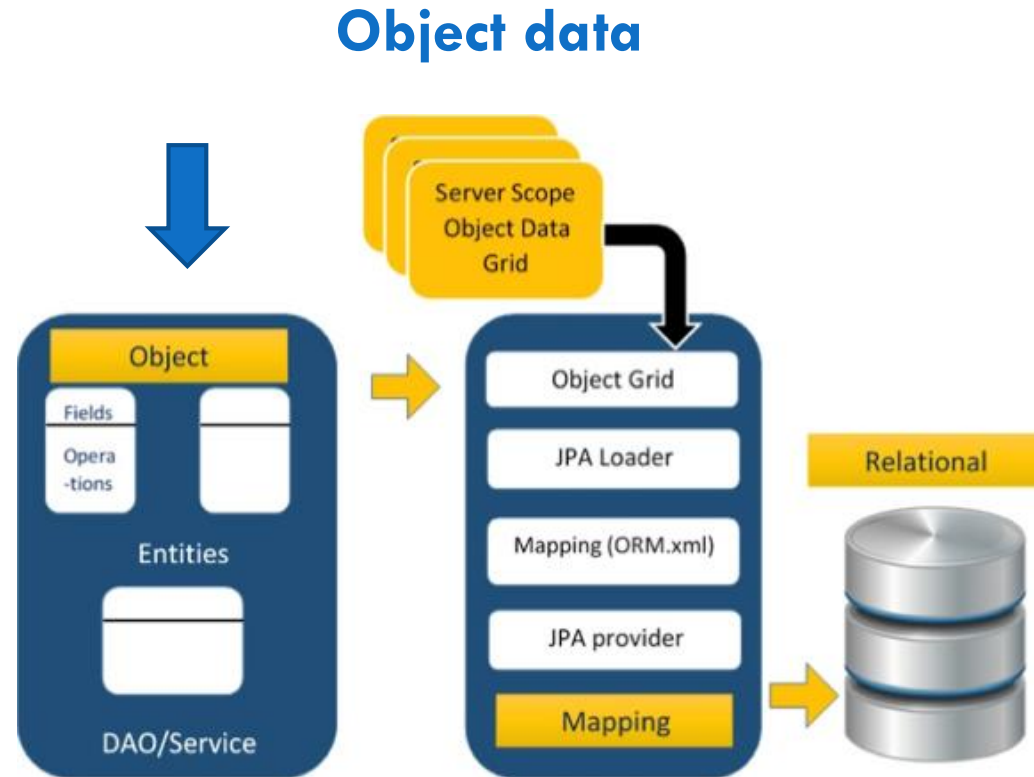 Object data
Server Scope
Object Data
Grid
Object
Fields
Opera
-tions
Entities
DAO/Service
Object Grid
JPA Loader
Mapping (ORM.xml)
JPA provider
Mapping
Relational